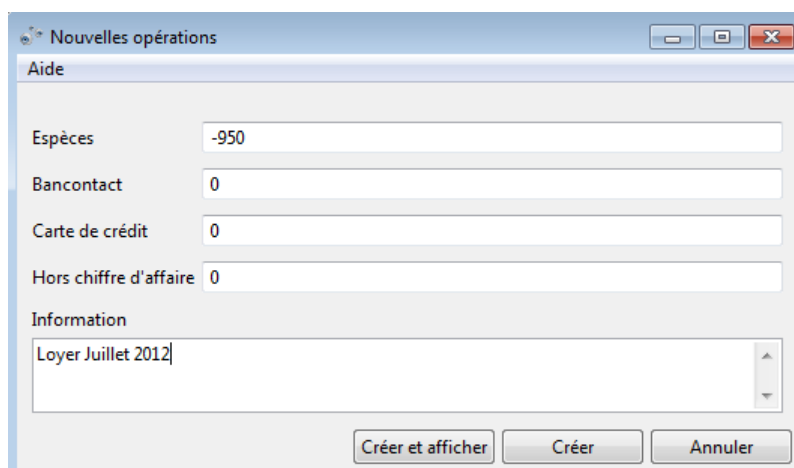 Nouvelles opérations
Aide
Espèces -950
Bancontact 0
Carte de crédit 0
Hors chiffre d'affaire 0
Information
Loyer Juillet 2012
Créer et afficher Créer Annuler